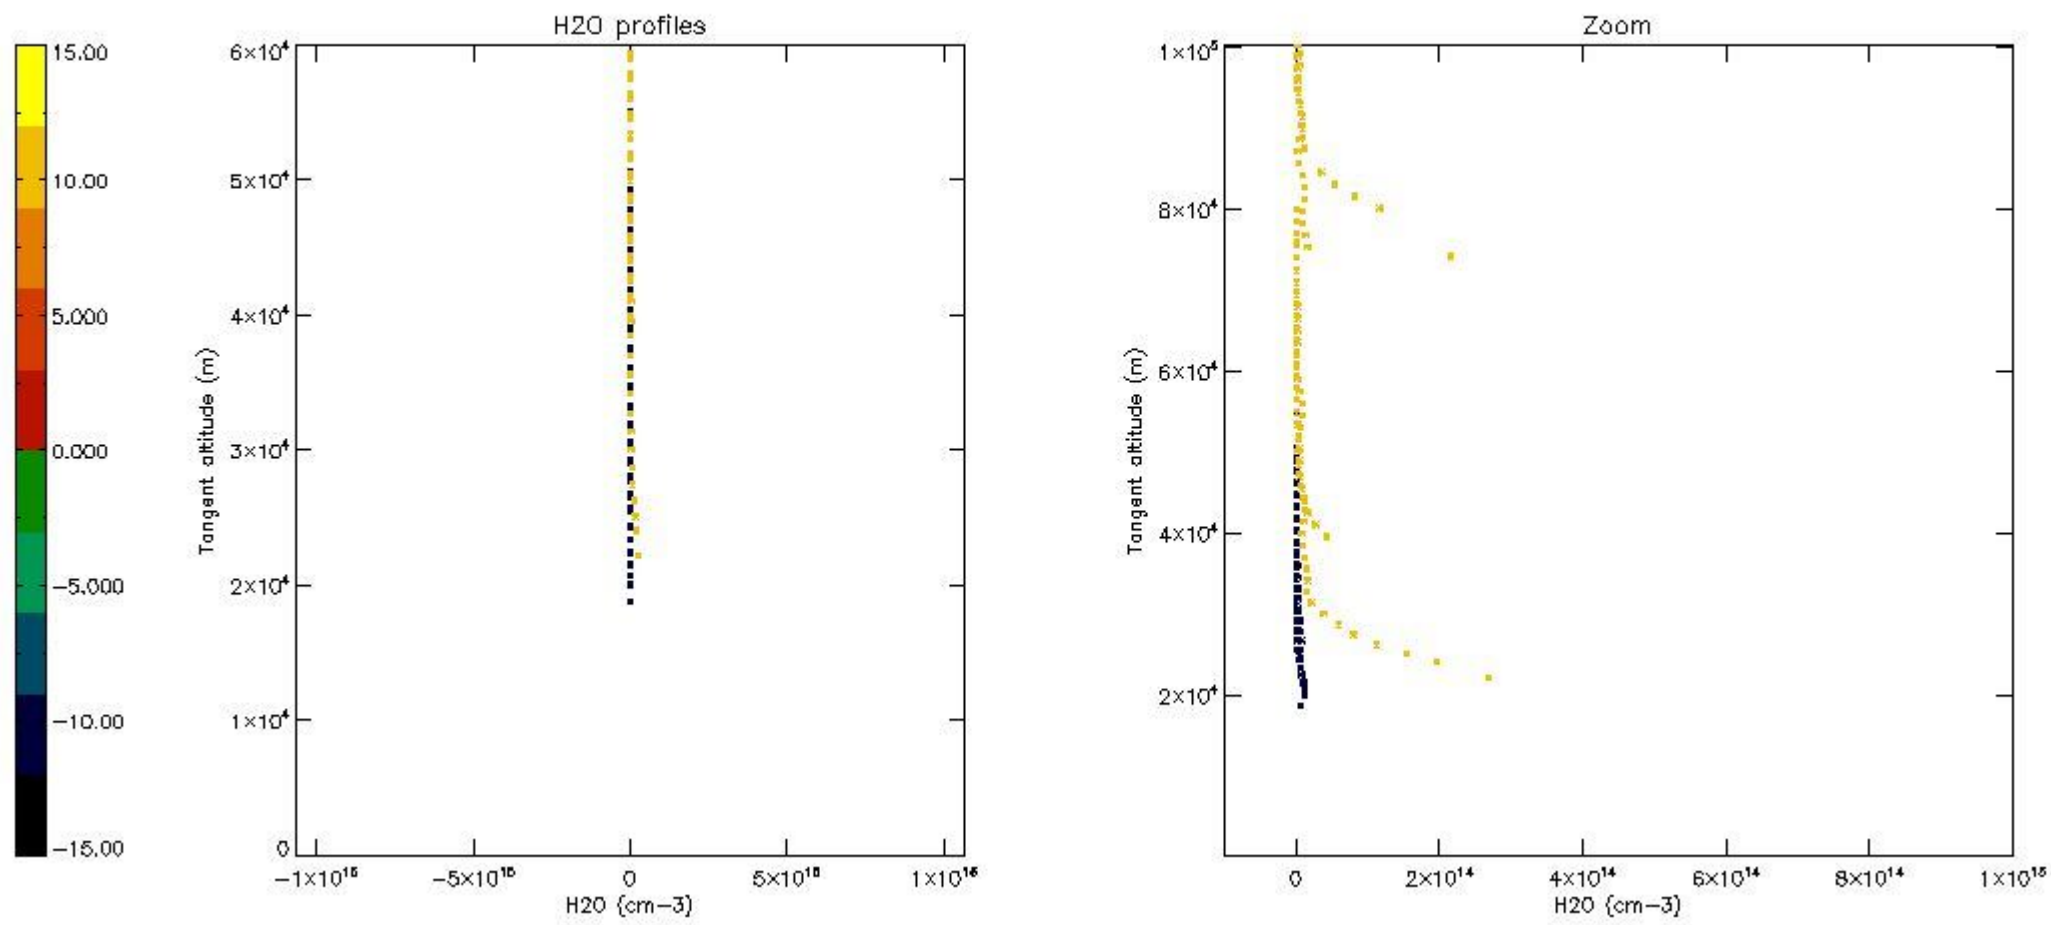 H2O profiles
15.00
10.00
5.000
0.000
−5.000
−10.00
−15.00
6×10⁴
5×10⁴
4×10⁴
3×10⁴
2×10⁴
1×10⁴
0
Tangent altitude (m)
−1×10¹⁶ −5×10¹⁵ 0 5×10¹⁵ 1×10¹⁶
H2O (cm−3)
Zoom
1×10⁵
8×10⁴
6×10⁴
4×10⁴
2×10⁴
Tangent altitude (m)
0 2×10¹⁴ 4×10¹⁴ 6×10¹⁴ 8×10¹⁴ 1×10¹⁵
H2O (cm−3)